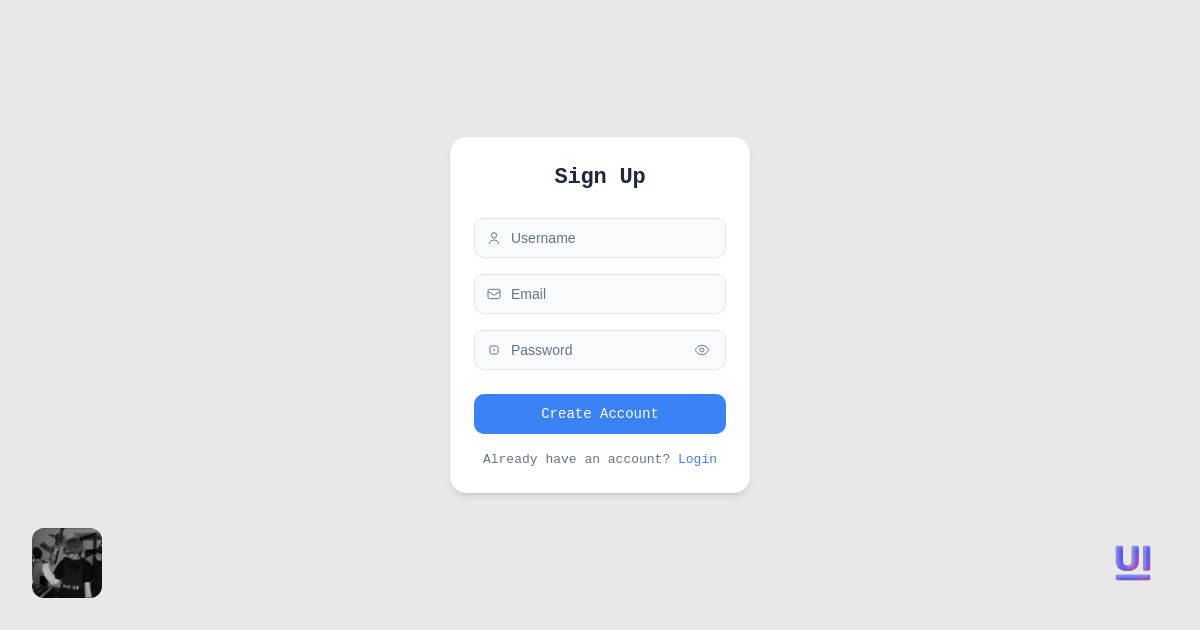 Sign Up
Username
Email
Password
Create Account
Already have an account? Login
UI